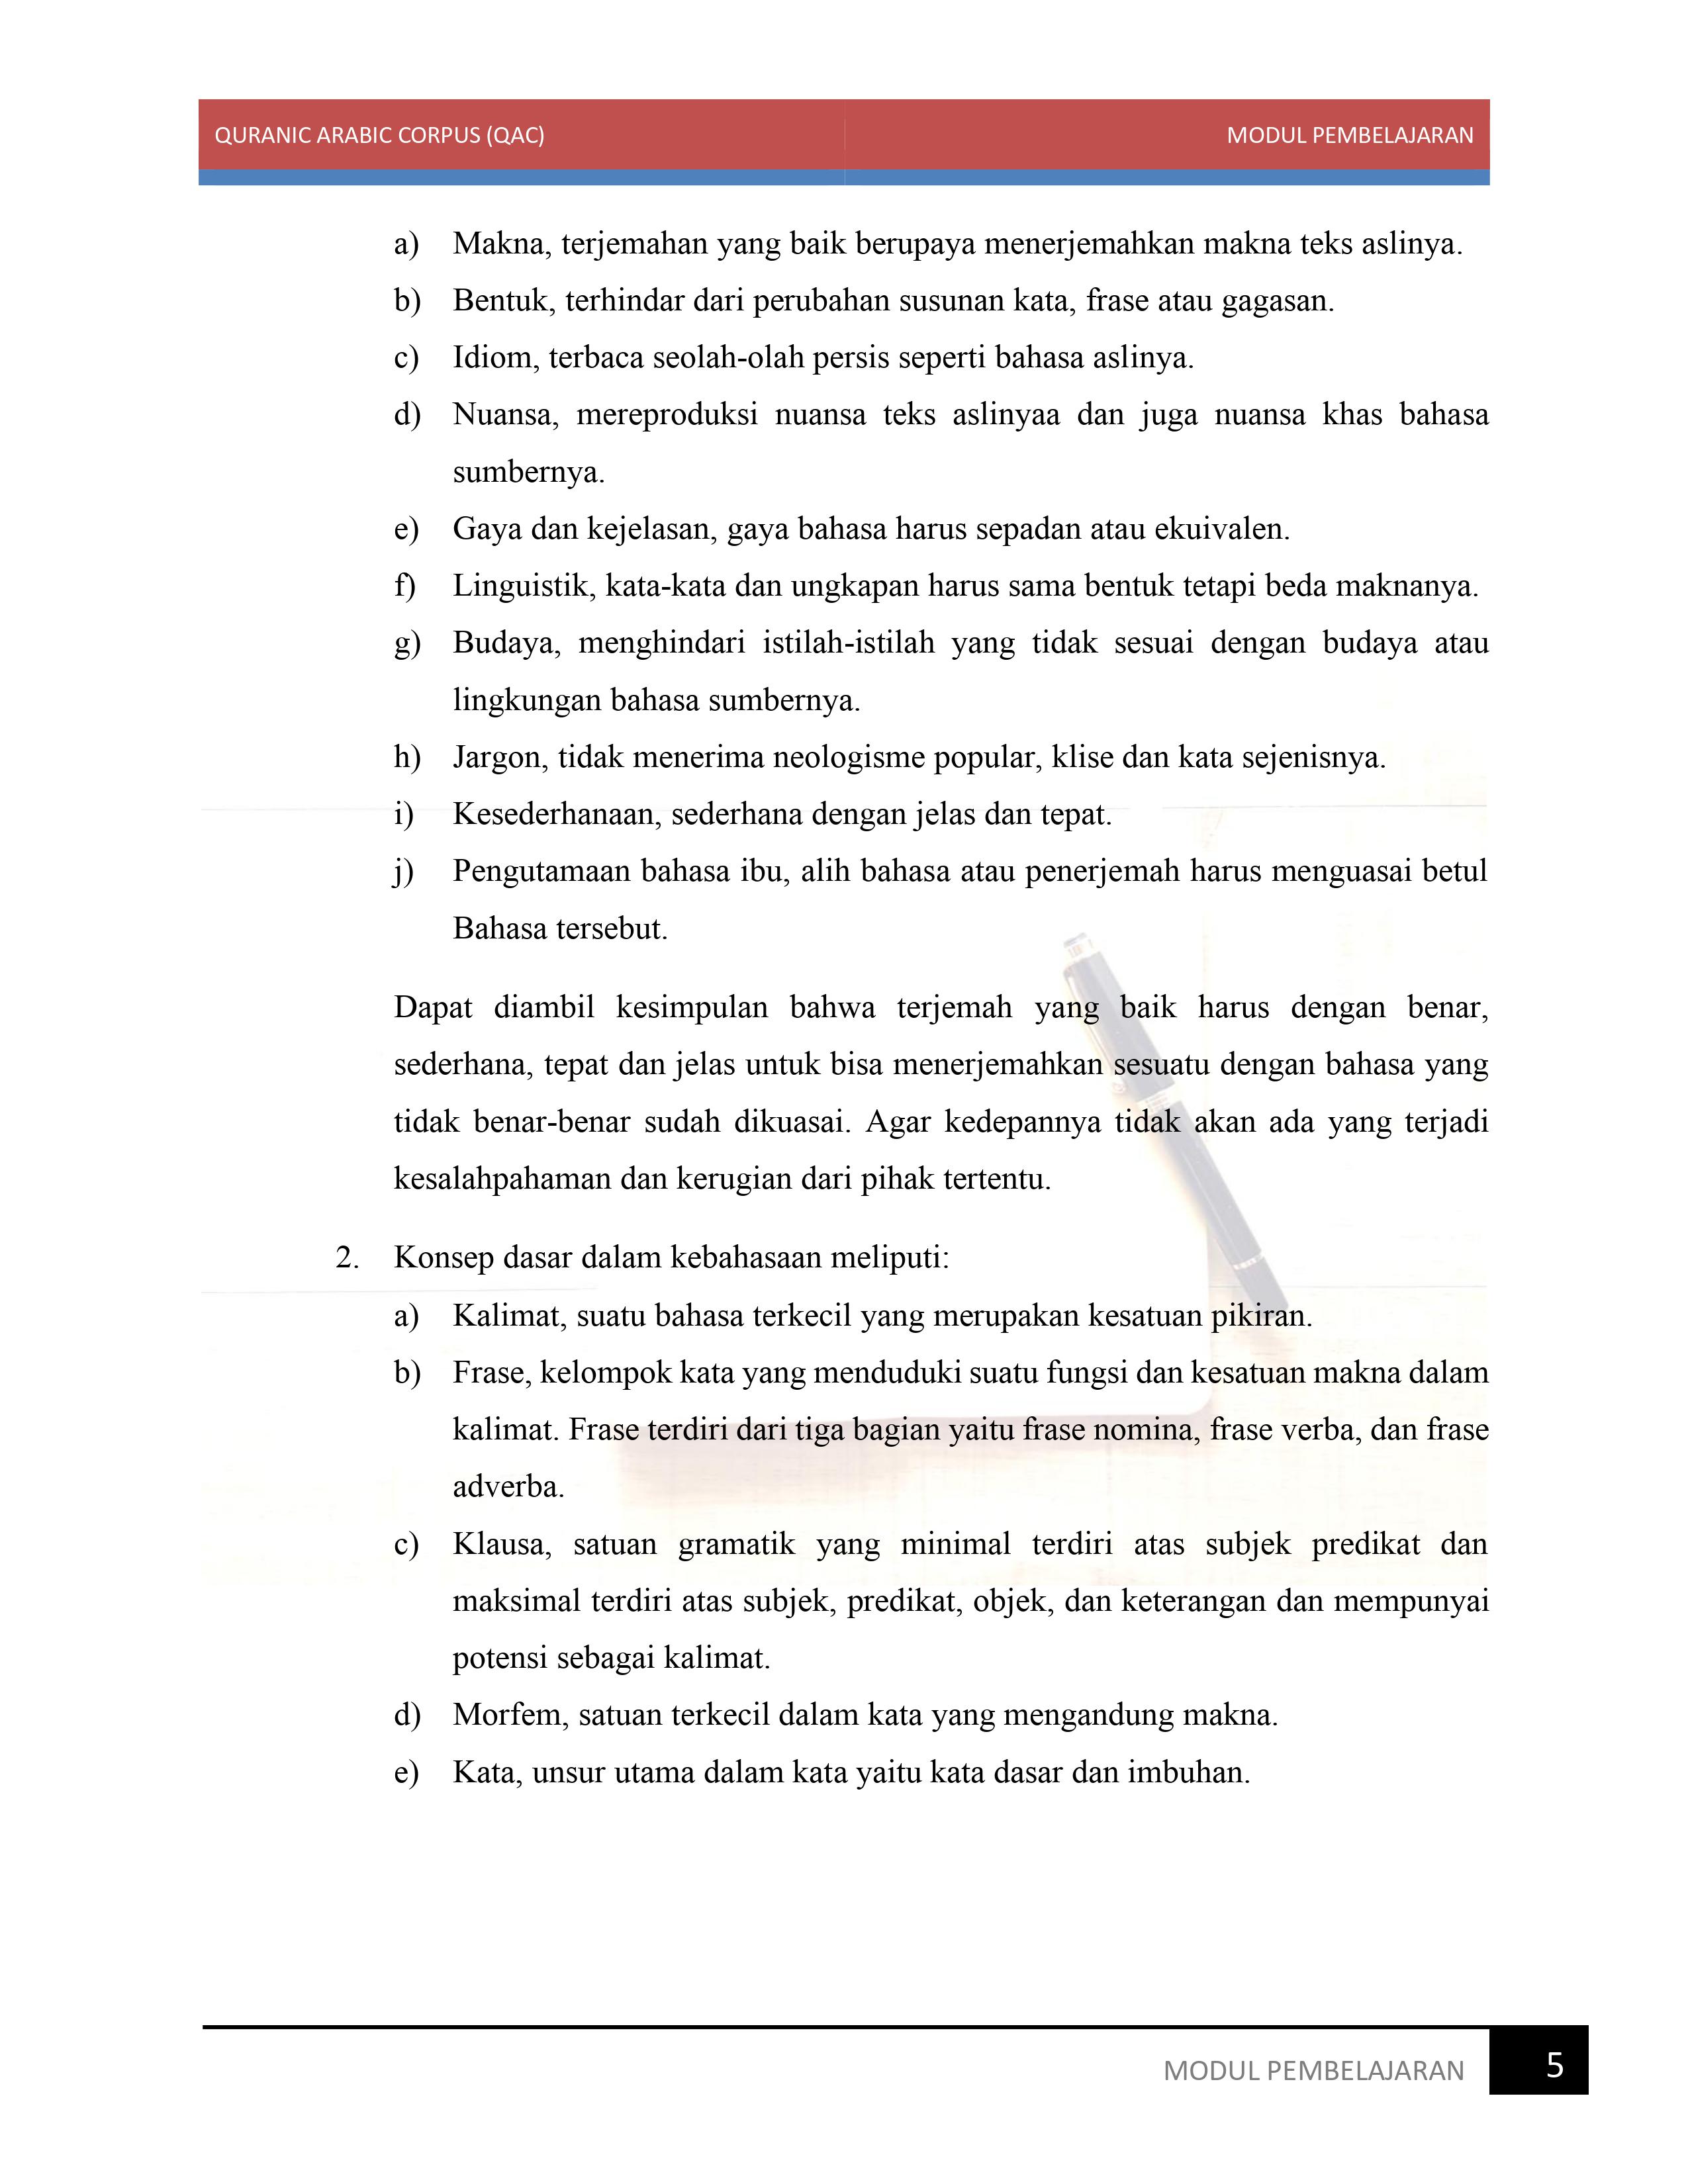 QURANIC ARABIC CORPUS (QAC) MODUL PEMBELAJARAN
a) Makna, terjemahan yang baik berupaya menerjemahkan makna teks aslinya.
b) Bentuk, terhindar dari perubahan susunan kata, frase atau gagasan.
c) Idiom, terbaca seolah-olah persis seperti bahasa aslinya.
d) Nuansa, mereproduksi nuansa teks aslinyaa dan juga nuansa khas bahasa
sumbernya.
e) Gaya dan kejelasan, gaya bahasa harus sepadan atau ekuivalen.
f) Linguistik, kata-kata dan ungkapan harus sama bentuk tetapi beda maknanya.
g) Budaya, menghindari istilah-istilah yang tidak sesuai dengan budaya atau
lingkungan bahasa sumbernya.
h) Jargon, tidak menerima neologisme popular, klise dan kata sejenisnya.
i) Kesederhanaan, sederhana dengan jelas dan tepat.
j) Pengutamaan bahasa ibu, alih bahasa atau penerjemah harus menguasai betul
Bahasa tersebut.
Dapat diambil kesimpulan bahwa terjemah yang baik harus dengan benar,
sederhana, tepat dan jelas untuk bisa menerjemahkan sesuatu dengan bahasa yang
tidak benar-benar sudah dikuasai. Agar kedepannya tidak akan ada yang terjadi
kesalahpahaman dan kerugian dari pihak tertentu.
2. Konsep dasar dalam kebahasaan meliputi:
a) Kalimat, suatu bahasa terkecil yang merupakan kesatuan pikiran.
b) Frase, kelompok kata yang menduduki suatu fungsi dan kesatuan makna dalam
kalimat. Frase terdiri dari tiga bagian yaitu frase nomina, frase verba, dan frase
adverba.
c) Klausa, satuan gramatik yang minimal terdiri atas subjek predikat dan
maksimal terdiri atas subjek, predikat, objek, dan keterangan dan mempunyai
potensi sebagai kalimat.
d) Morfem, satuan terkecil dalam kata yang mengandung makna.
e) Kata, unsur utama dalam kata yaitu kata dasar dan imbuhan.
MODUL PEMBELAJARAN 5